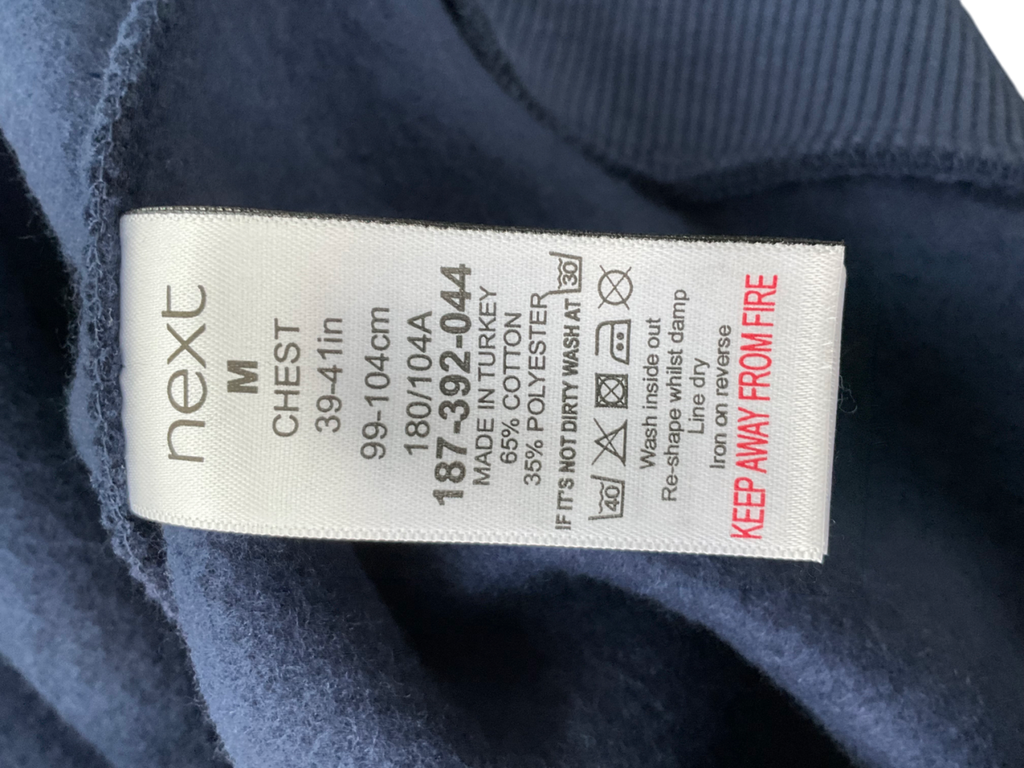 next
M
CHEST
39-41in
99-104cm
180/104A
187-392-044
MADE IN TURKEY
65% COTTON
35% POLYESTER
IF IT'S NOT DIRTY WASH AT 30
40
Wash inside out
Re-shape whilst damp
Line dry
Iron on reverse
KEEP AWAY FROM FIRE